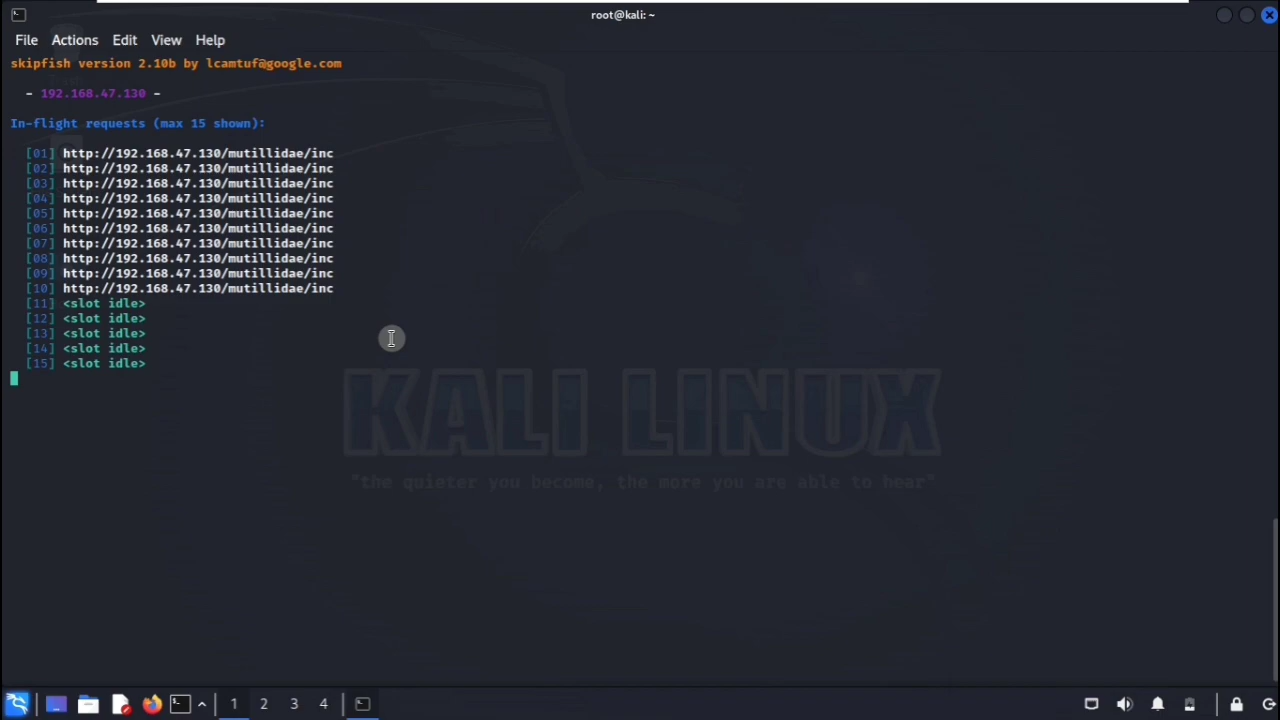 root@kali: ~
File Actions Edit View Help
skipfish version 2.10b by lcamtuf@google.com
- 192.168.47.130 -
In-flight requests (max 15 shown):
[01] http://192.168.47.130/mutillidae/inc
[02] http://192.168.47.130/mutillidae/inc
[03] http://192.168.47.130/mutillidae/inc
[04] http://192.168.47.130/mutillidae/inc
[05] http://192.168.47.130/mutillidae/inc
[06] http://192.168.47.130/mutillidae/inc
[07] http://192.168.47.130/mutillidae/inc
[08] http://192.168.47.130/mutillidae/inc
[09] http://192.168.47.130/mutillidae/inc
[10] http://192.168.47.130/mutillidae/inc
[11] <slot idle>
[12] <slot idle>
[13] <slot idle>
[14] <slot idle>
[15] <slot idle>
KALI LINUX
"the quieter you become, the more you are able to hear"
1 2 3 4